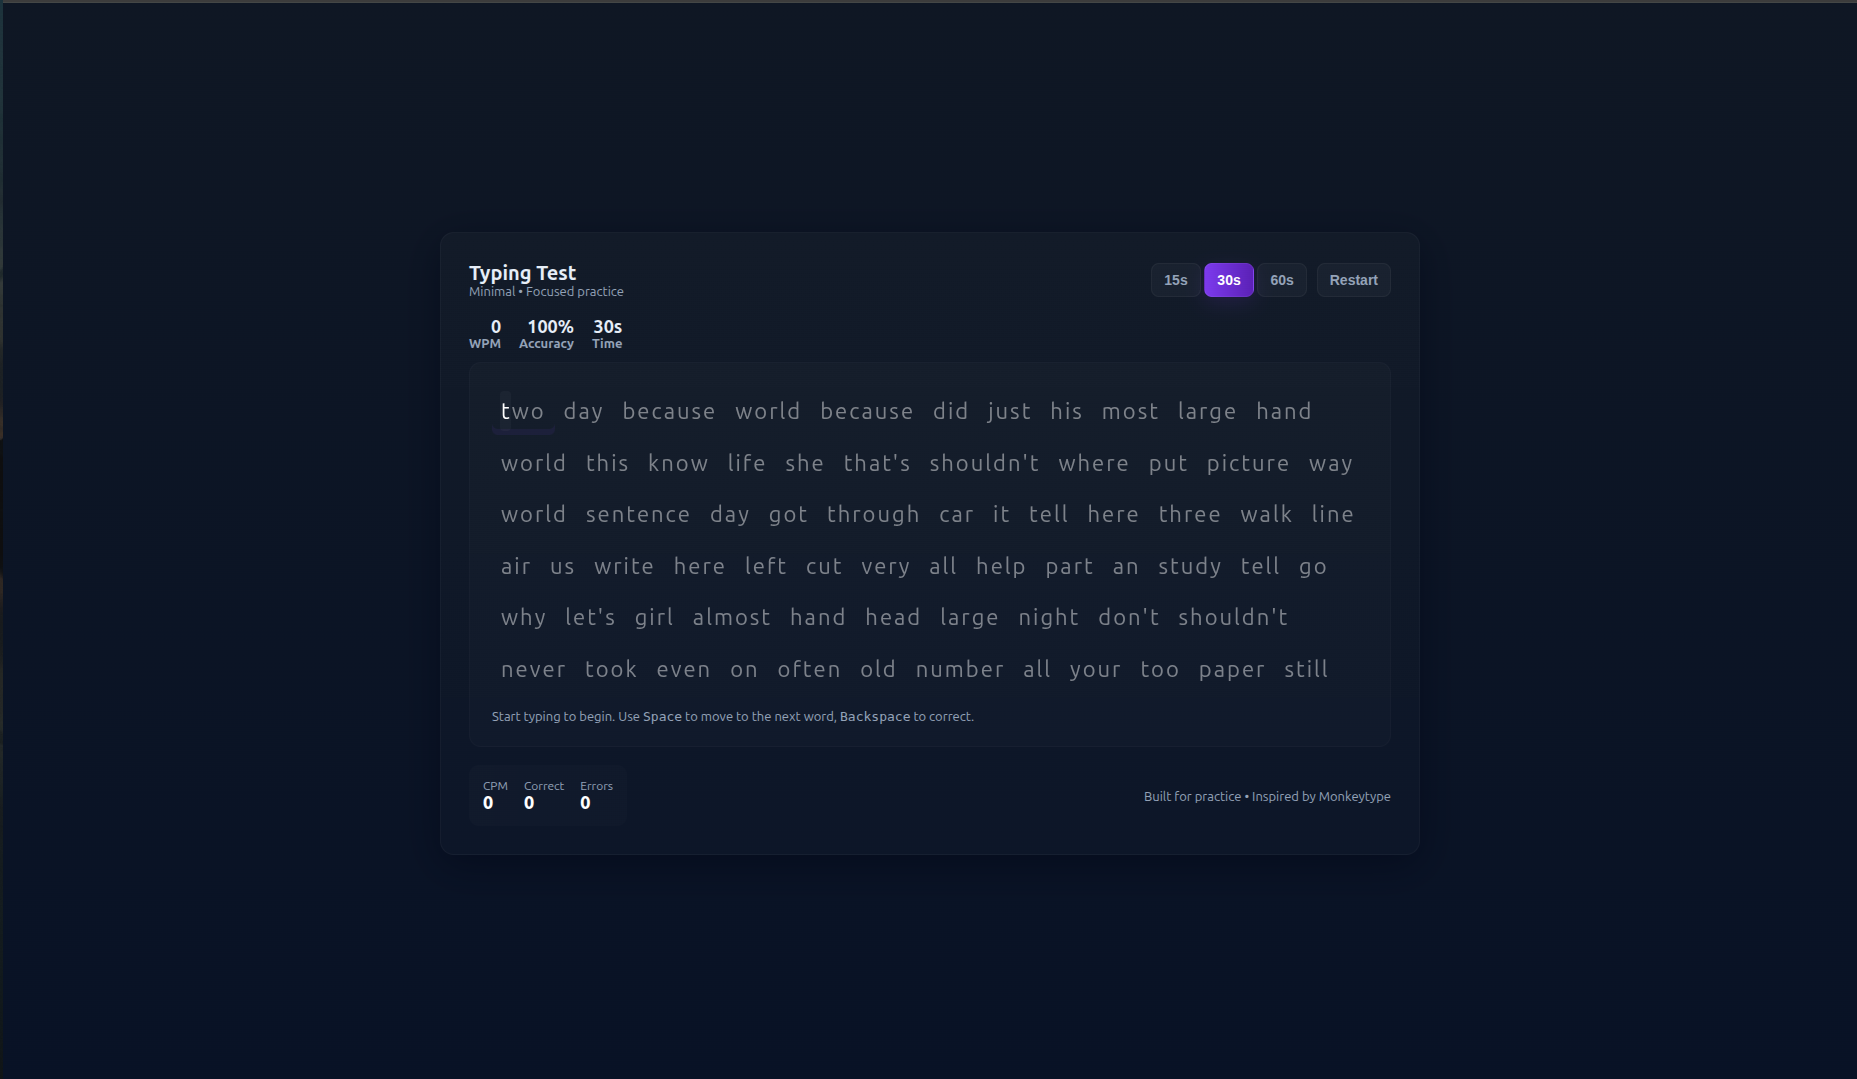 Typing Test
Minimal • Focused practice
15s 30s 60s Restart
0 100% 30s
WPM Accuracy Time
two day because world because did just his most large hand
world this know life she that's shouldn't where put picture way
world sentence day got through car it tell here three walk line
air us write here left cut very all help part an study tell go
why let's girl almost hand head large night don't shouldn't
never took even on often old number all your too paper still
Start typing to begin. Use Space to move to the next word, Backspace to correct.
CPM Correct Errors
0 0 0
Built for practice • Inspired by Monkeytype